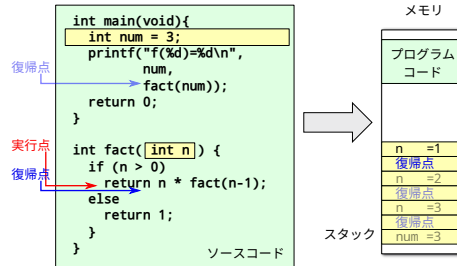 int main(void){
int num = 3;
printf("f(%d)=%d\n",
num,
fact(num));
return 0;
}
int fact( int n ) {
if (n > 0)
return n * fact(n-1);
else
return 1;
}
}
ソースコード
復帰点
実行点
復帰点
メモリ
プログラム
コード
n =1
復帰点
n =2
復帰点
n =3
復帰点
num =3
スタック